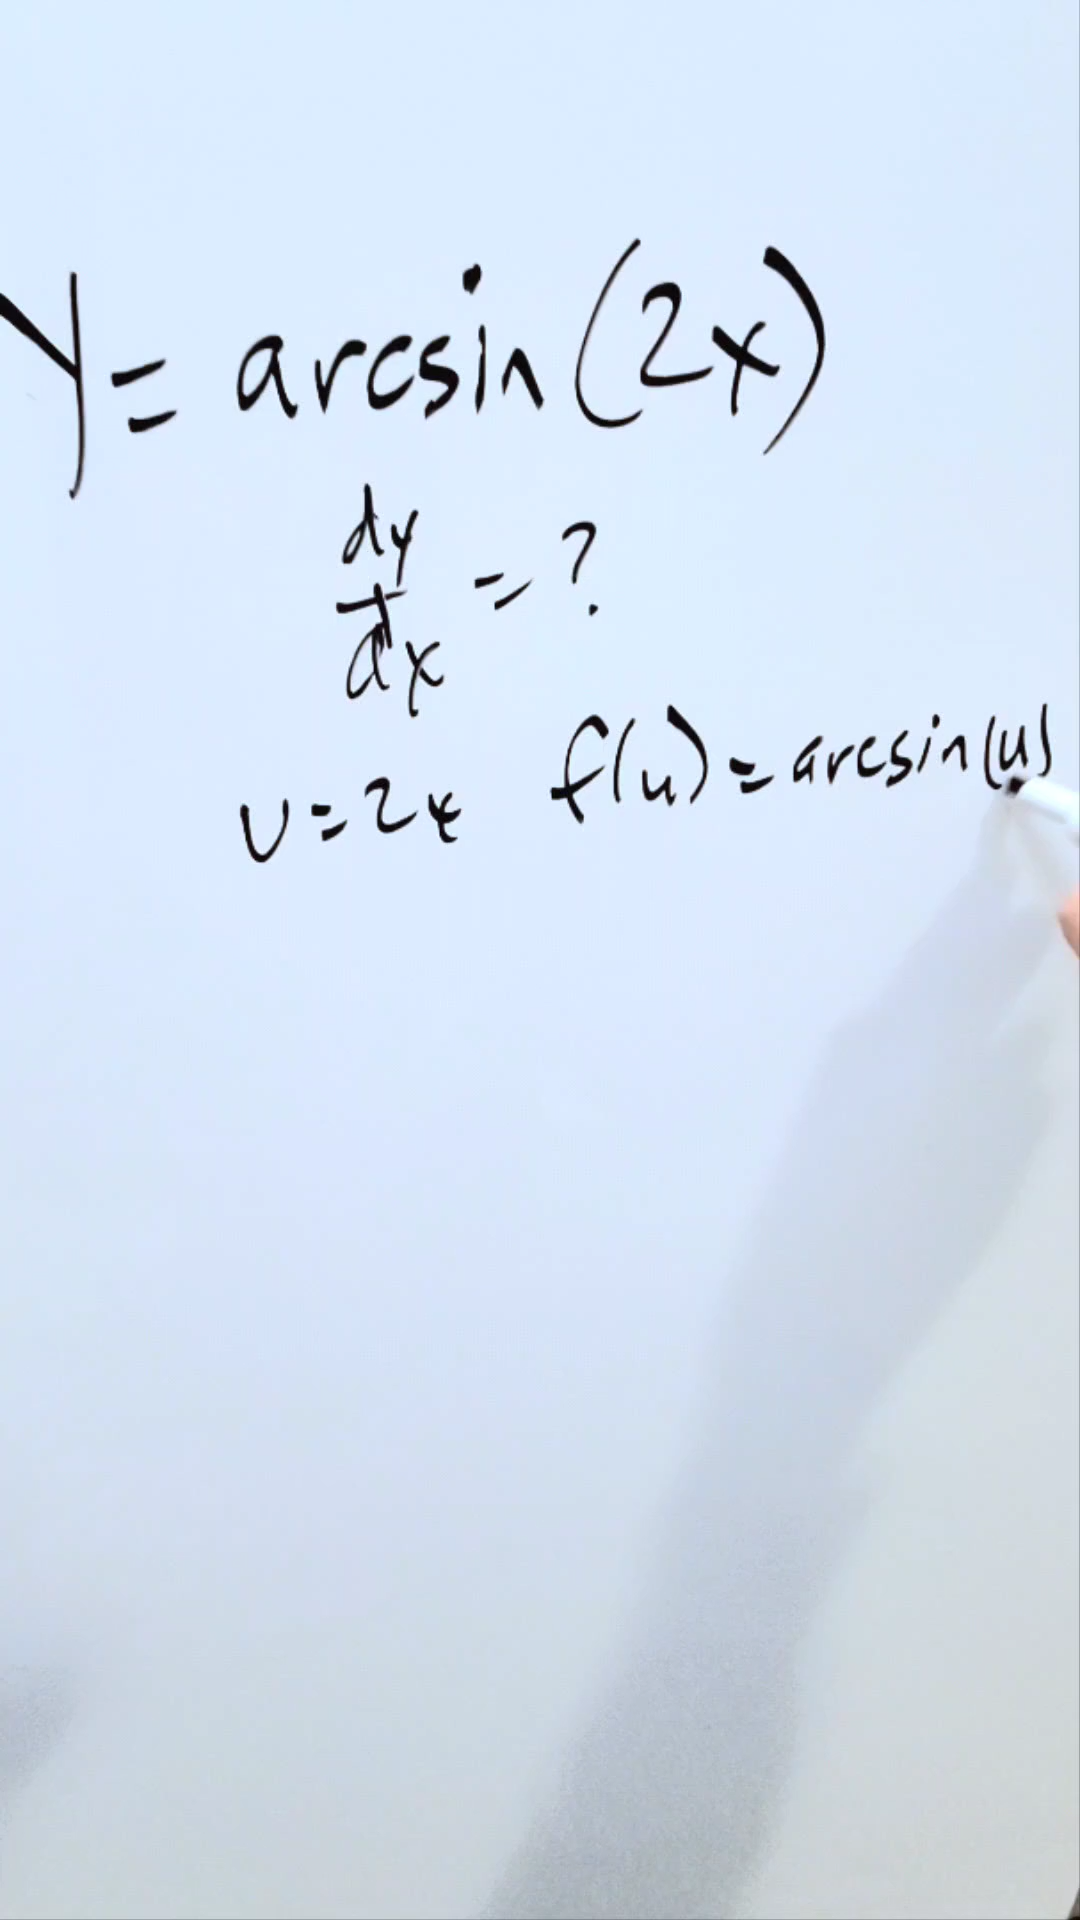 Y = arcsin(2x)
dy/dx = ?
u = 2x f(u) = arcsin(u)